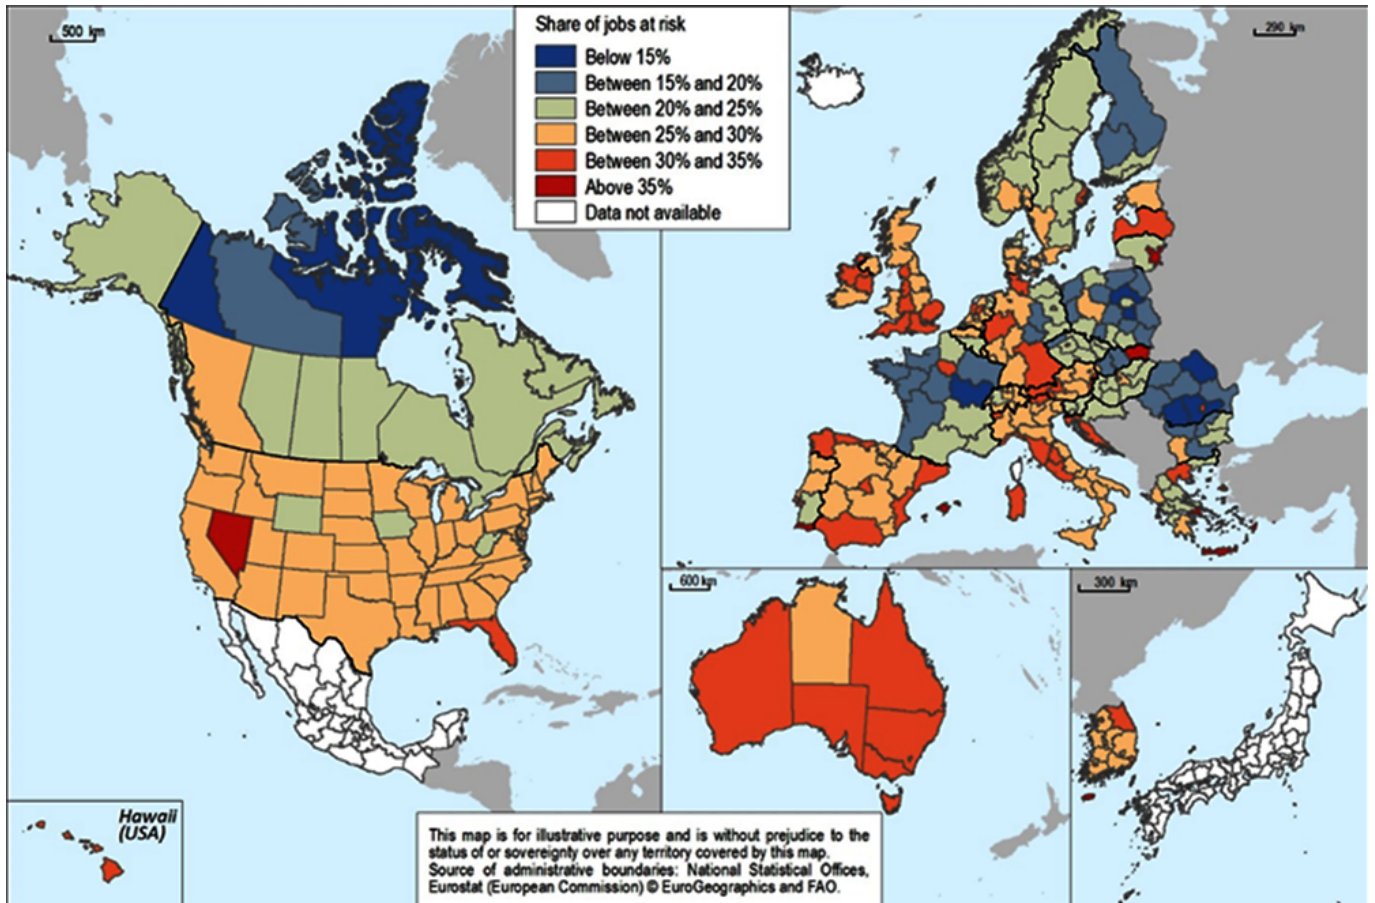 500 km
Share of jobs at risk
Below 15%
Between 15% and 20%
Between 20% and 25%
Between 25% and 30%
Between 30% and 35%
Above 35%
Data not available
290 km
600 km
300 km
Hawaii
(USA)
This map is for illustrative purpose and is without prejudice to the
status of or sovereignty over any territory covered by this map.
Source of administrative boundaries: National Statistical Offices,
Eurostat (European Commission) © EuroGeographics and FAO.